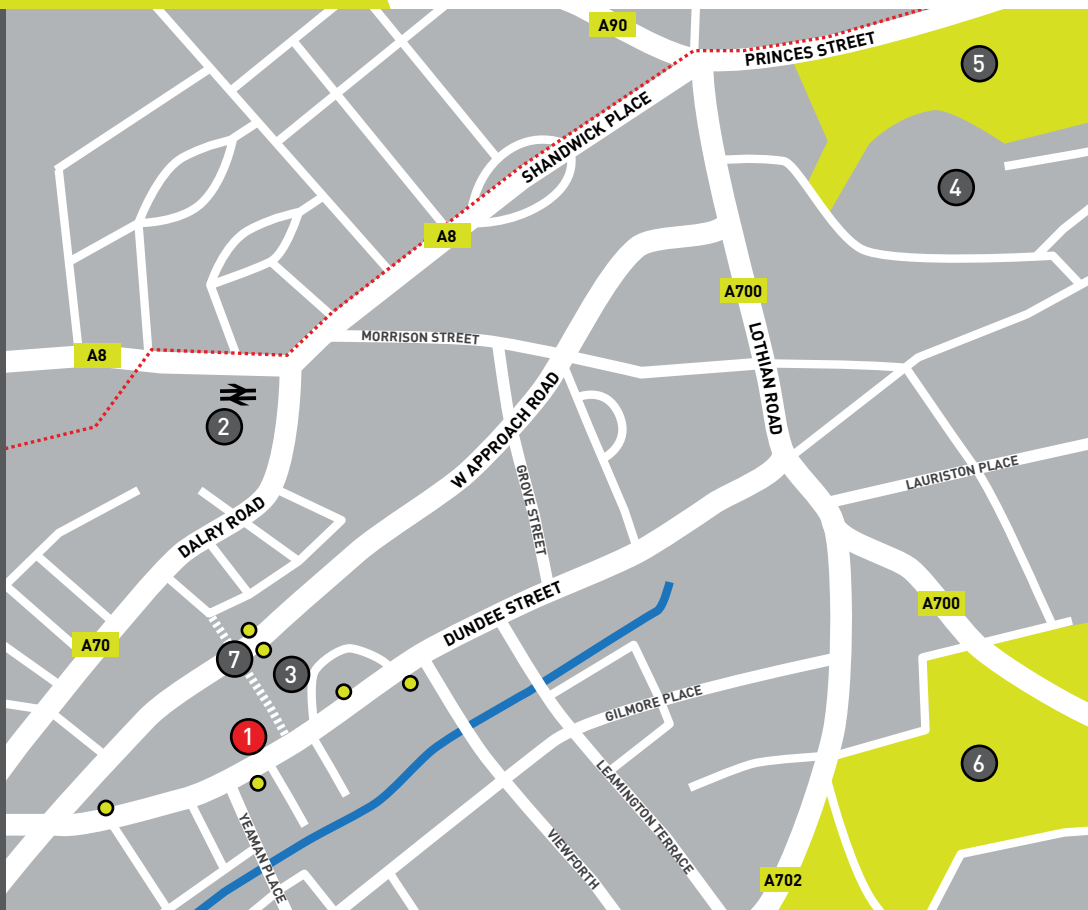 A90
PRINCES STREET
5
SHANDWICK PLACE
4
A8
A700
MORRISON STREET
A8
LOTHIAN ROAD
2
W APPROACH ROAD
GROVE STREET
LAURISTON PLACE
DALRY ROAD
DUNDEE STREET
A700
A70
7
3
GILMORE PLACE
1
6
LEAMINGTON TERRACE
YEAMAN PLACE
VIEWFORTH
A702